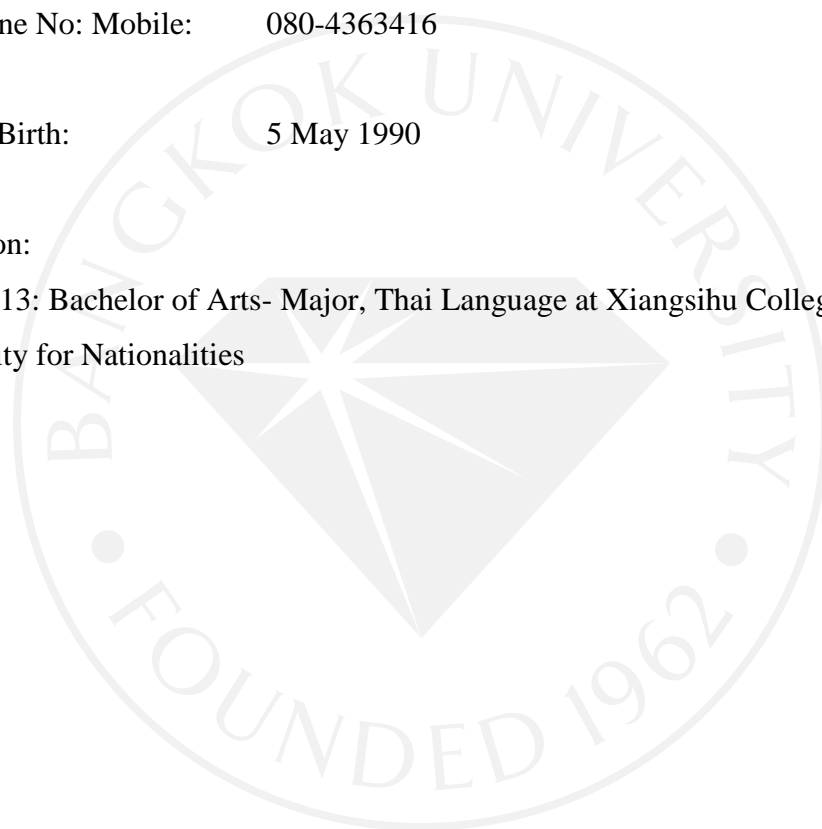 ne No: Mobile: 080-4363416
Birth: 5 May 1990
on:
13: Bachelor of Arts- Major, Thai Language at Xiangsihu Colleg
ity for Nationalities
BANGKOK UNIVERSITY
FOUNDED 1962